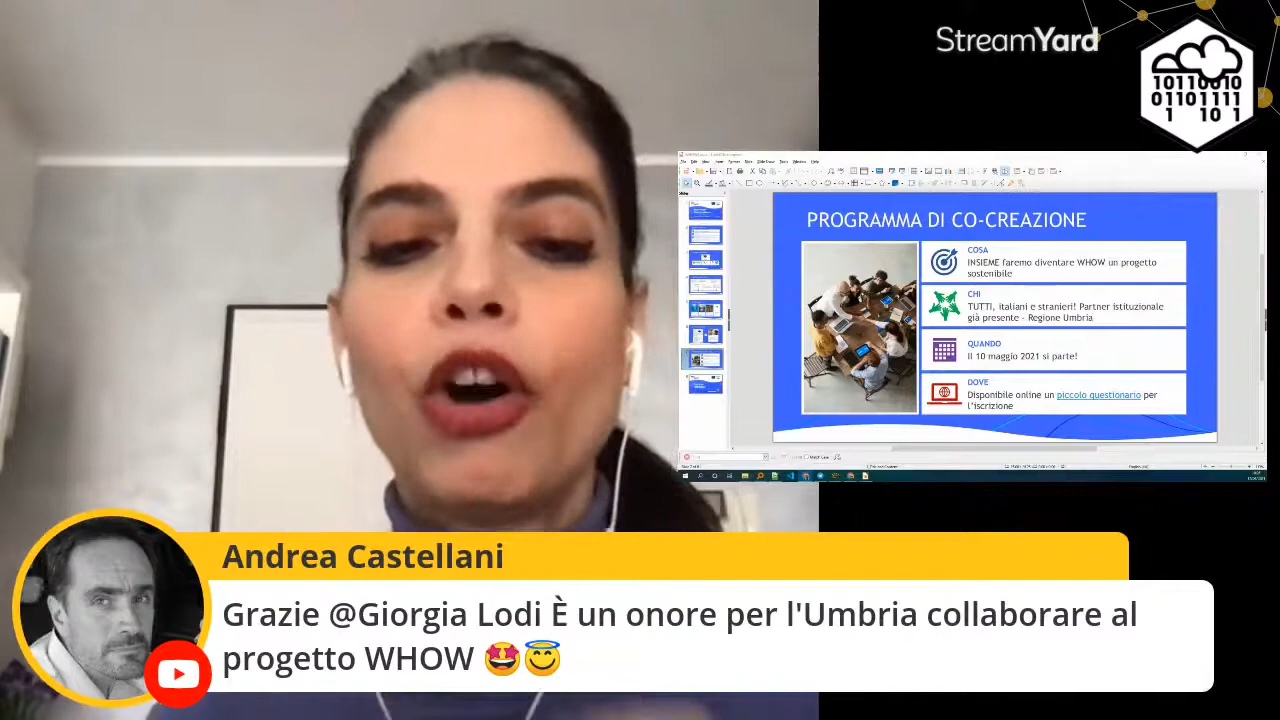 StreamYard
10110010
01101111
1 10 1
PROGRAMMA DI CO-CREAZIONE
COSA
INSIEME faremo diventare WHOW un progetto
sostenibile
CHI
TUTTI, italiani e stranieri! Partner istituzionale
già presente - Regione Umbria
QUANDO
Il 10 maggio 2021 si parte!
DOVE
Disponibile online un piccolo questionario per
l'iscrizione
Andrea Castellani
Grazie @Giorgia Lodi È un onore per l'Umbria collaborare al
progetto WHOW 🤩😇